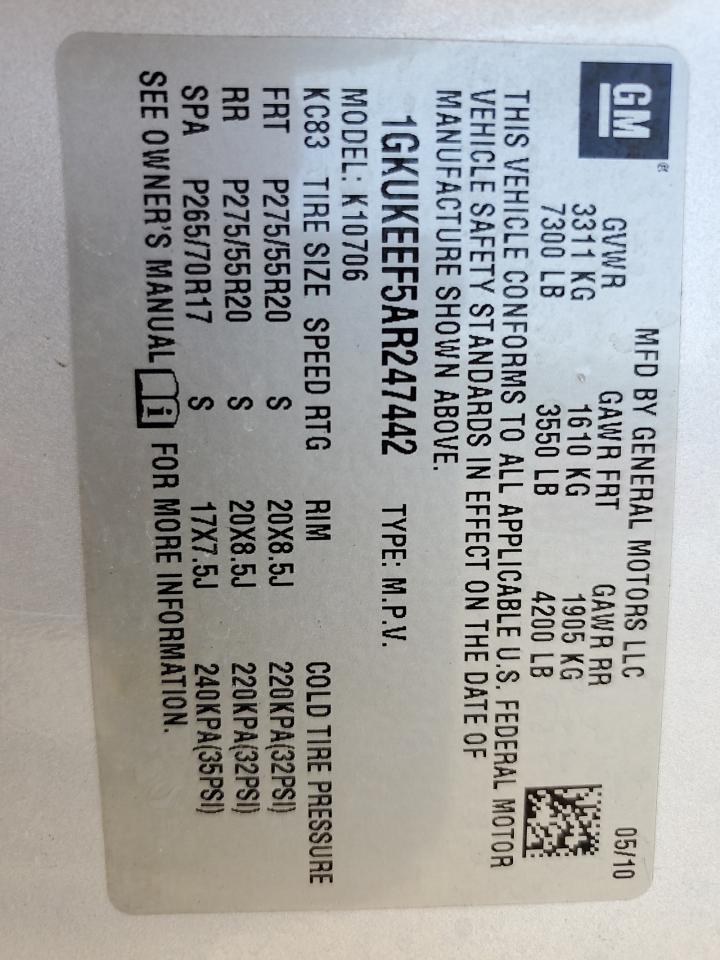 GM®
MFD BY GENERAL MOTORS LLC 05/10
GVWR GAWR FRT GAWR RR
3311 KG 1610 KG 1905 KG
7300 LB 3550 LB 4200 LB
THIS VEHICLE CONFORMS TO ALL APPLICABLE U.S. FEDERAL MOTOR
VEHICLE SAFETY STANDARDS IN EFFECT ON THE DATE OF
MANUFACTURE SHOWN ABOVE.
1GKUKEEF5AR247442 TYPE: M.P.V.
MODEL: K10706
KC83 TIRE SIZE SPEED RTG RIM COLD TIRE PRESSURE
FRT P275/55R20 S 20X8.5J 220KPA(32PSI)
RR P275/55R20 S 20X8.5J 220KPA(32PSI)
SPA P265/70R17 S 17X7.5J 240KPA(35PSI)
SEE OWNER'S MANUAL i FOR MORE INFORMATION.